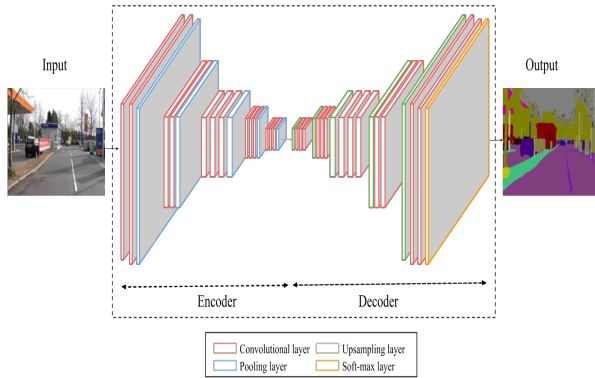 Input
Output
Encoder
Decoder
Convolutional layer
Upsampling layer
Pooling layer
Soft-max layer